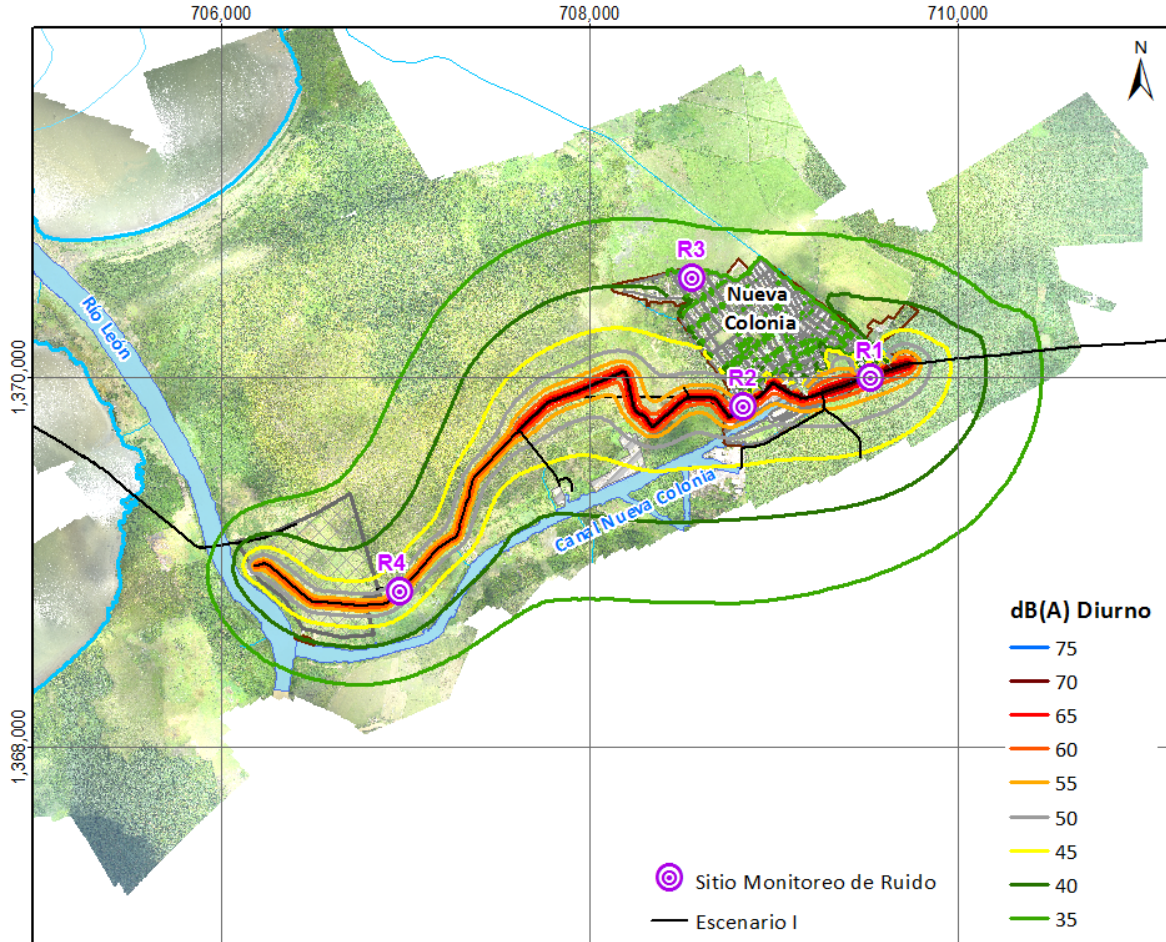 706,000
708,000
710,000
N
R3
Nueva
Colonia
Río León
R1
1,370,000
R2
Canal Nueva Colonia
R4
dB(A) Diurno
75
70
65
1,368,000
60
55
50
45
Sitio Monitoreo de Ruido
40
Escenario I
35